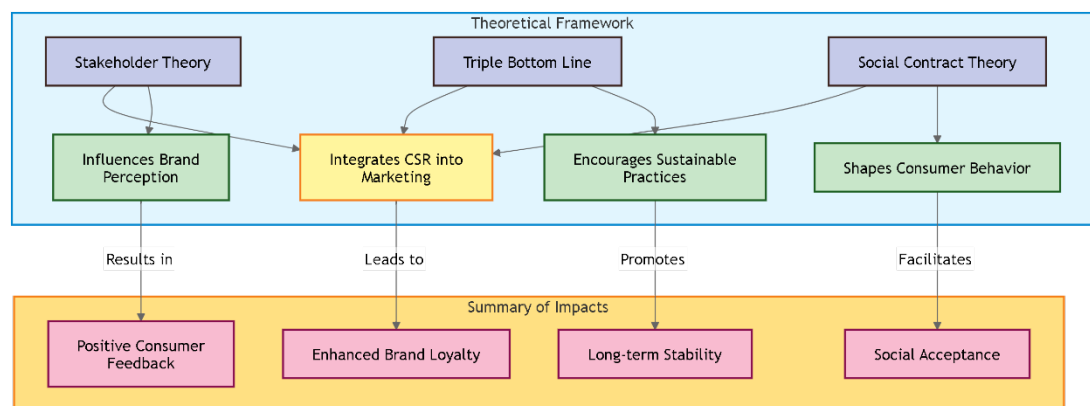 Theoretical Framework
Stakeholder Theory
Triple Bottom Line
Social Contract Theory
Influences Brand
Perception
Integrates CSR into
Marketing
Encourages Sustainable
Practices
Shapes Consumer Behavior
Results in
Leads to
Promotes
Facilitates
Summary of Impacts
Positive Consumer
Feedback
Enhanced Brand Loyalty
Long-term Stability
Social Acceptance